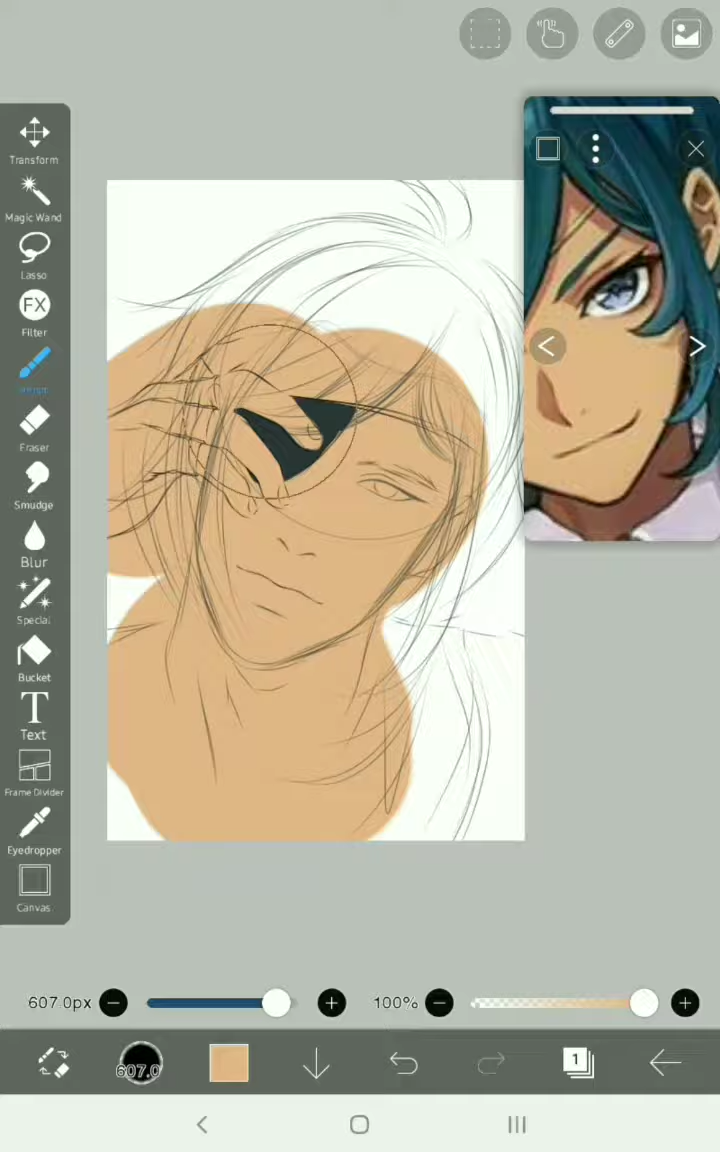 Transform
Magic Wand
Lasso
FX
Filter
Eraser
Smudge
Blur
Special
Bucket
T
Text
Frame Divider
Eyedropper
Canvas
607.0px
100%
607.0
1